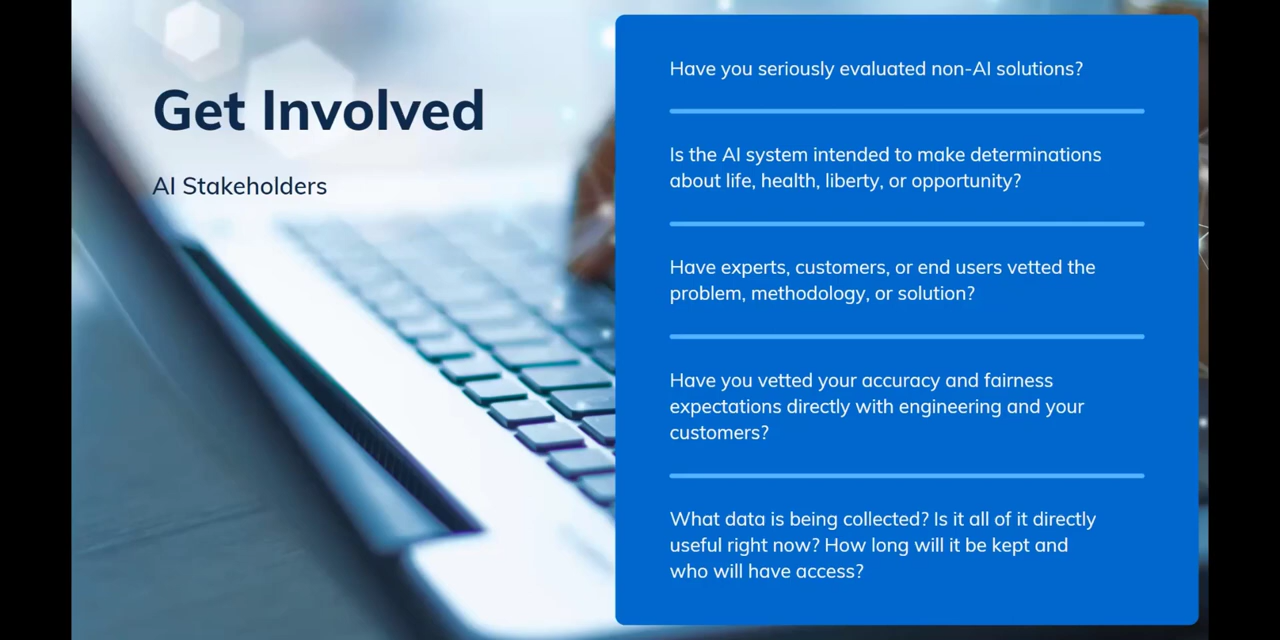 Get Involved
AI Stakeholders
Have you seriously evaluated non-AI solutions?
Is the AI system intended to make determinations
about life, health, liberty, or opportunity?
Have experts, customers, or end users vetted the
problem, methodology, or solution?
Have you vetted your accuracy and fairness
expectations directly with engineering and your
customers?
What data is being collected? Is it all of it directly
useful right now? How long will it be kept and
who will have access?